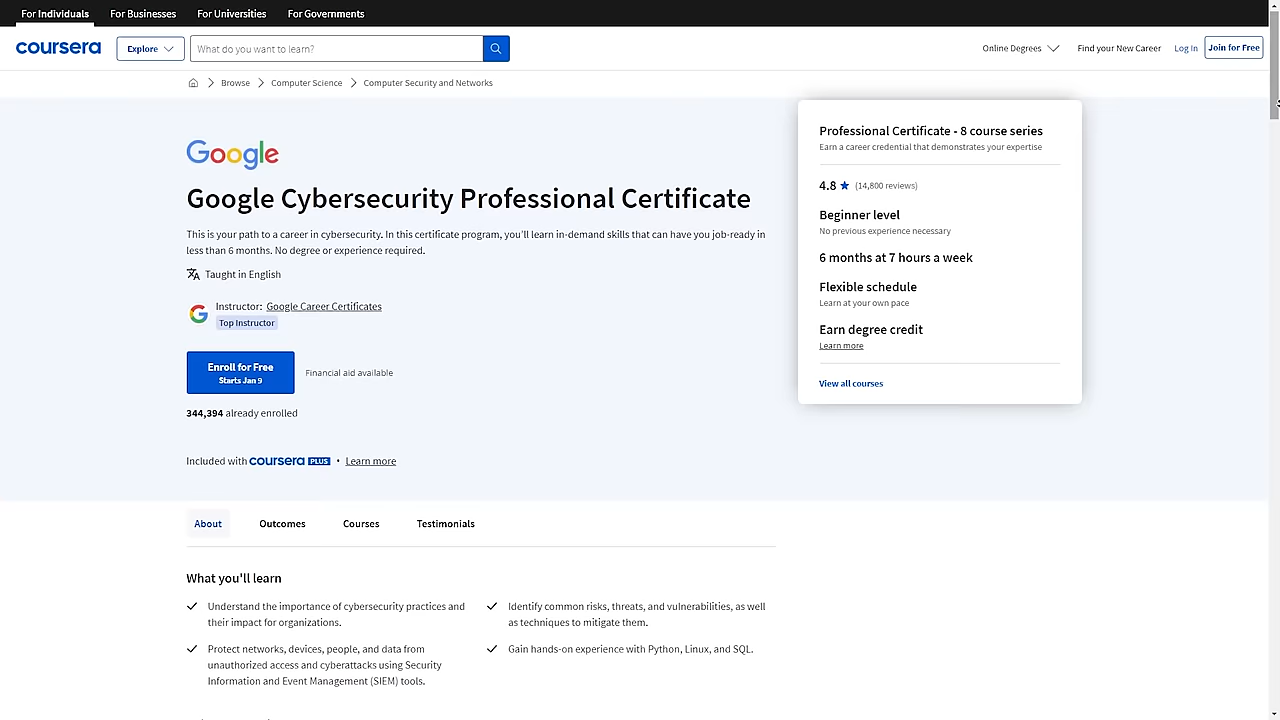 For Individuals
For Businesses
For Universities
For Governments
coursera
Explore
What do you want to learn?
Online Degrees
Find your New Career
Log In
Join for Free
Browse
Computer Science
Computer Security and Networks
Google
Google Cybersecurity Professional Certificate
This is your path to a career in cybersecurity. In this certificate program, you'll learn in-demand skills that can have you job-ready in
less than 6 months. No degree or experience required.
Taught in English
Instructor: Google Career Certificates
Top Instructor
Enroll for Free
Starts Jan 9
Financial aid available
344,394 already enrolled
Included with coursera PLUS • Learn more
Professional Certificate - 8 course series
Earn a career credential that demonstrates your expertise
4.8 ★ (14,800 reviews)
Beginner level
No previous experience necessary
6 months at 7 hours a week
Flexible schedule
Learn at your own pace
Earn degree credit
Learn more
View all courses
About
Outcomes
Courses
Testimonials
What you'll learn
Understand the importance of cybersecurity practices and
their impact for organizations.
Protect networks, devices, people, and data from
unauthorized access and cyberattacks using Security
Information and Event Management (SIEM) tools.
Identify common risks, threats, and vulnerabilities, as well
as techniques to mitigate them.
Gain hands-on experience with Python, Linux, and SQL.